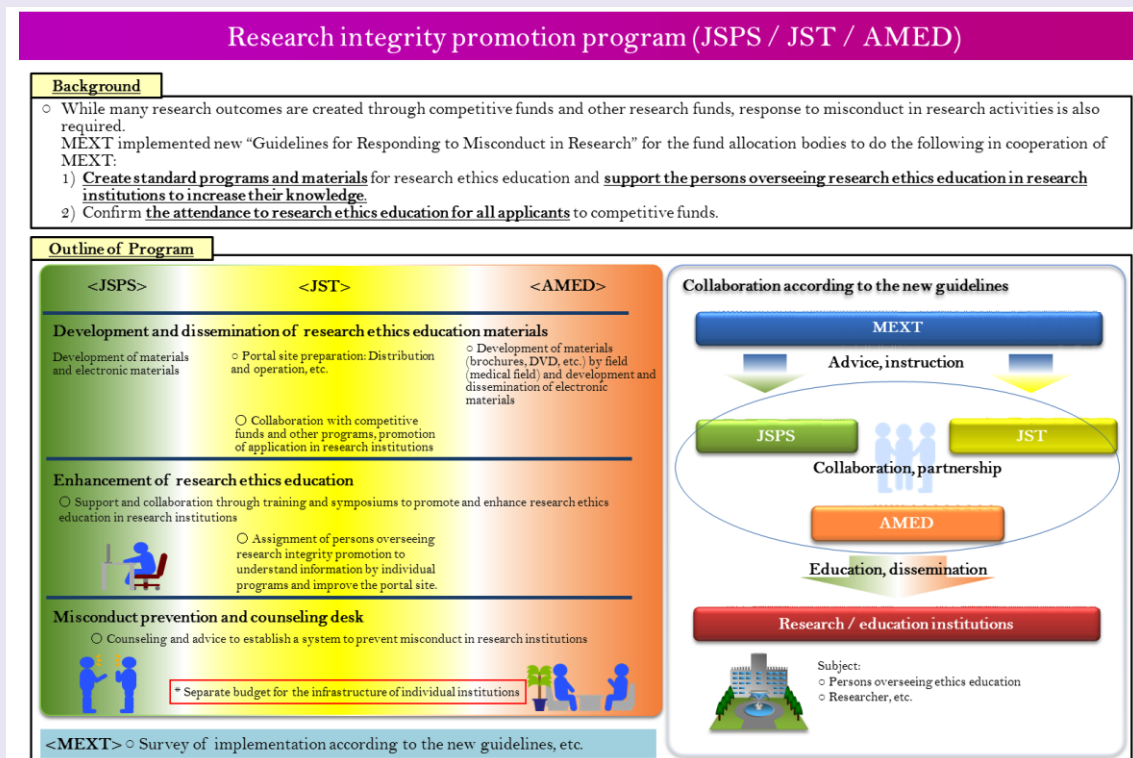 Research integrity promotion program (JSPS / JST / AMED)
Background
○ While many research outcomes are created through competitive funds and other research funds, response to misconduct in research activities is also
required.
MEXT implemented new “Guidelines for Responding to Misconduct in Research” for the fund allocation bodies to do the following in cooperation of
MEXT:
1) Create standard programs and materials for research ethics education and support the persons overseeing research ethics education in research
institutions to increase their knowledge.
2) Confirm the attendance to research ethics education for all applicants to competitive funds.
Outline of Program
<JSPS>
<JST>
<AMED>
Development and dissemination of research ethics education materials
Development of materials
and electronic materials
○ Portal site preparation: Distribution
and operation, etc.
○ Collaboration with competitive
funds and other programs, promotion
of application in research institutions
○ Development of materials
(brochures, DVD, etc.) by field
(medical field) and development and
dissemination of electronic
materials
Enhancement of research ethics education
○ Support and collaboration through training and symposiums to promote and enhance research ethics
education in research institutions
○ Assignment of persons overseeing
research integrity promotion to
understand information by individual
programs and improve the portal site.
Misconduct prevention and counseling desk
○ Counseling and advice to establish a system to prevent misconduct in research institutions
* Separate budget for the infrastructure of individual institutions
<MEXT> ○ Survey of implementation according to the new guidelines, etc.
Collaboration according to the new guidelines
MEXT
Advice, instruction
JSPS
JST
Collaboration, partnership
AMED
Education, dissemination
Research / education institutions
Subject:
○ Persons overseeing ethics education
○ Researcher, etc.